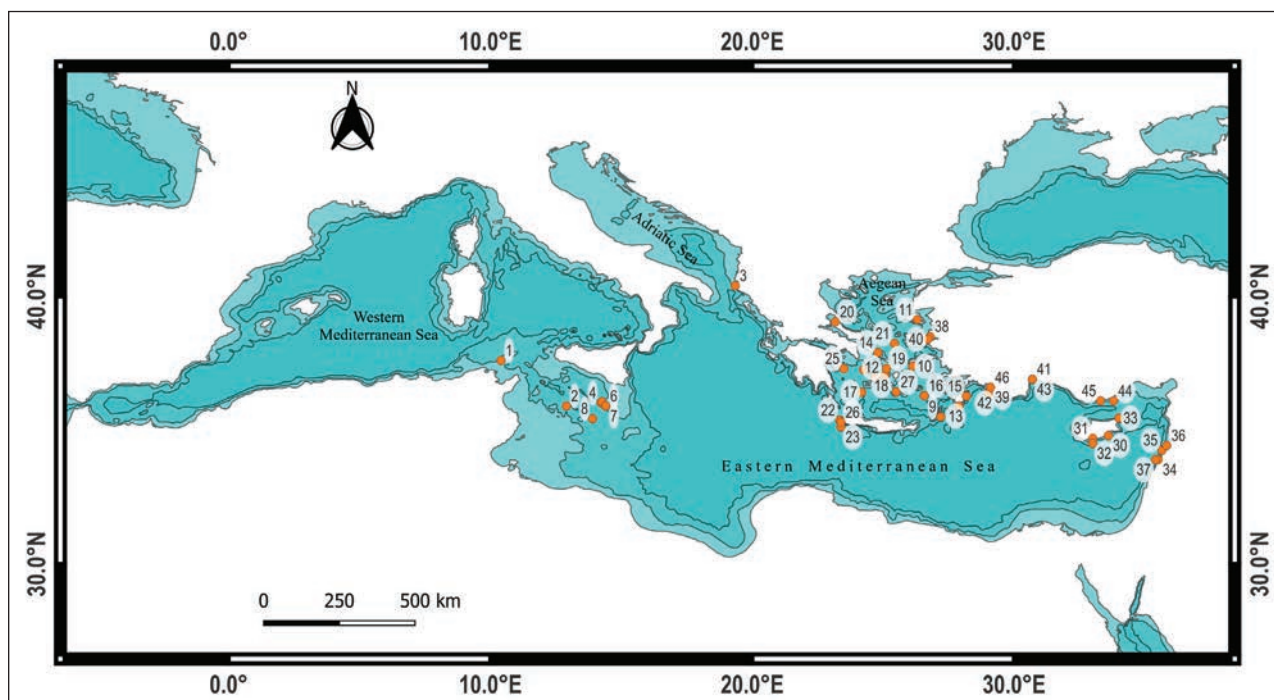 0.0° 10.0°E 20.0°E 30.0°E
N
40.0°N
30.0°N
40.0°N
30.0°N
Adriatic Sea
Aegean
Sea
Western
Mediterranean Sea
Eastern Mediterranean Sea
3
1
2 4 6
8 7
20 11
21 38
14 40
25 19
12 10
17 18 27 16 15 46 41
22 26 9 42 39 43
23 13 45 44
31 33
32 30 35 36
37 34
0 250 500 km
0.0° 10.0°E 20.0°E 30.0°E